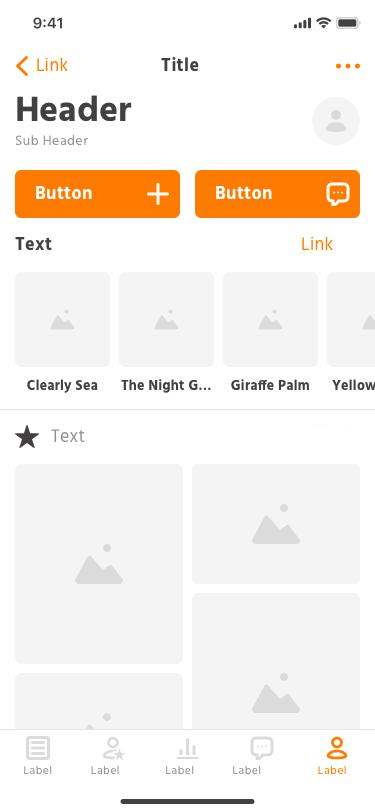 9:41
Link
Title
Header
Sub Header
Button
Button
Text
Link
Clearly Sea
The Night G...
Giraffe Palm
Yellow
Text
Label
Label
Label
Label
Label